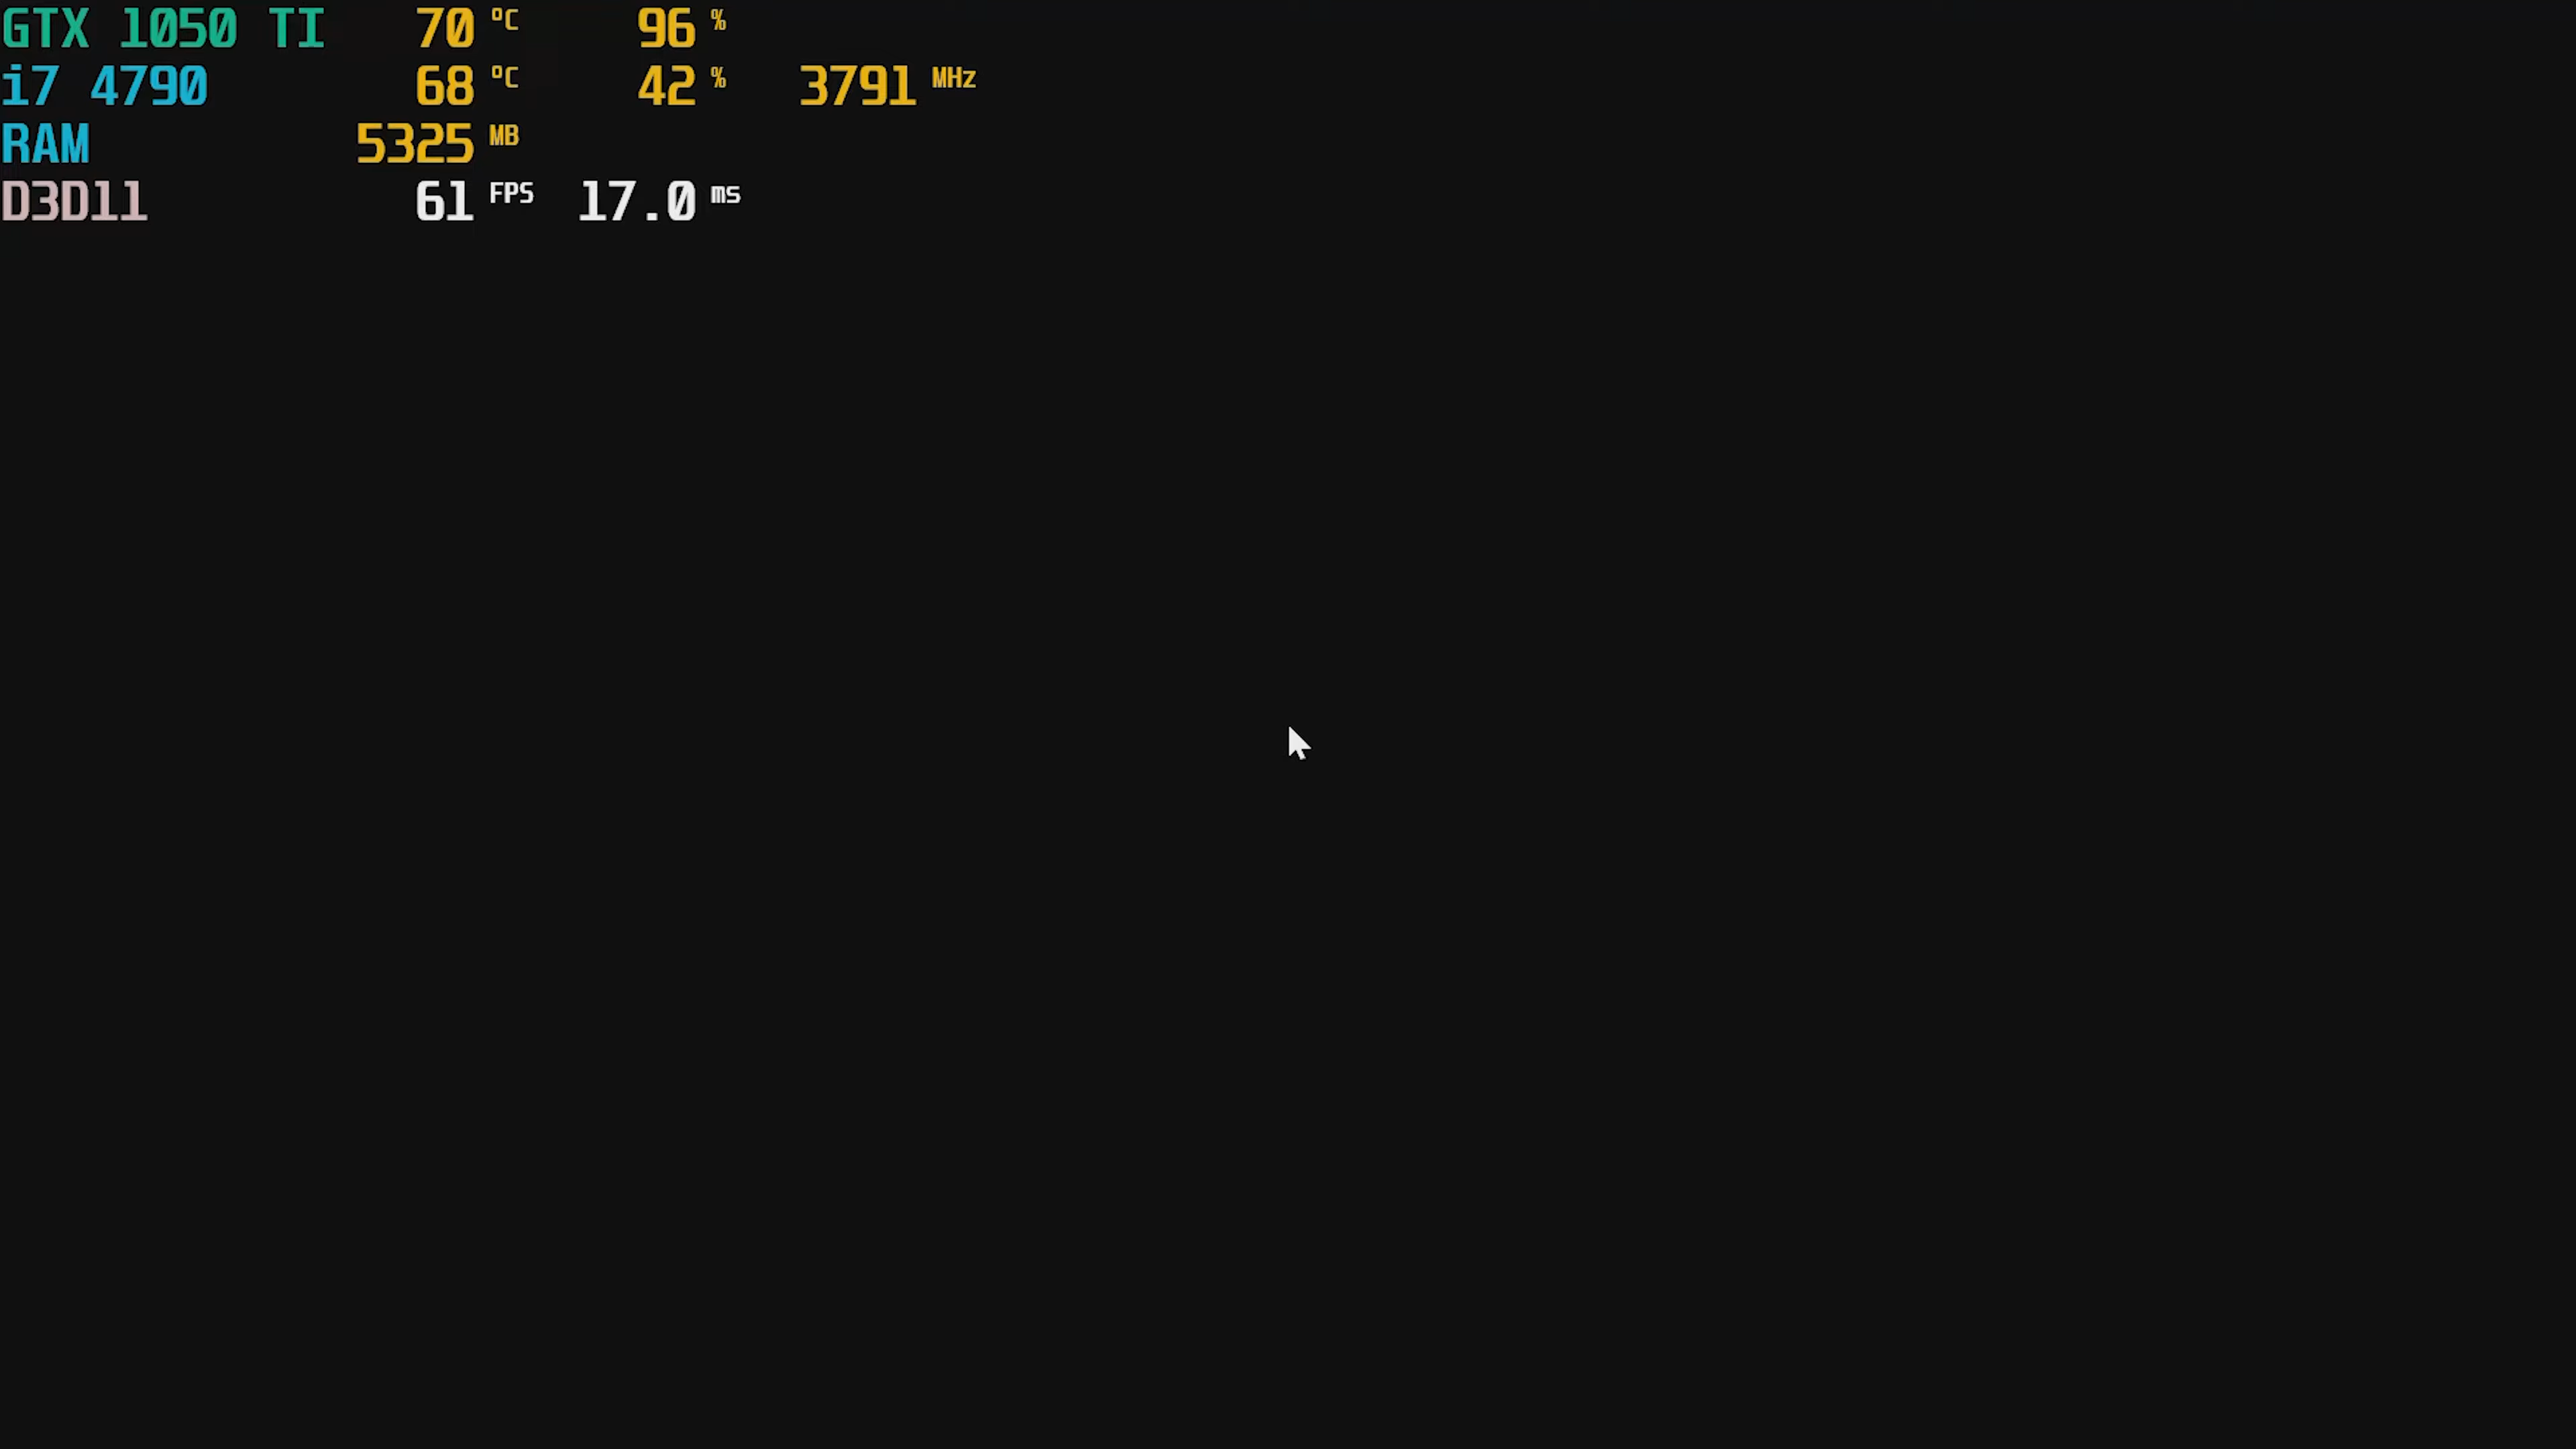 GTX 1050 TI 70 °C 96 %
i7 4790 68 °C 42 % 3791 MHz
RAM 5325 MB
D3D11 61 FPS 17.0 ms